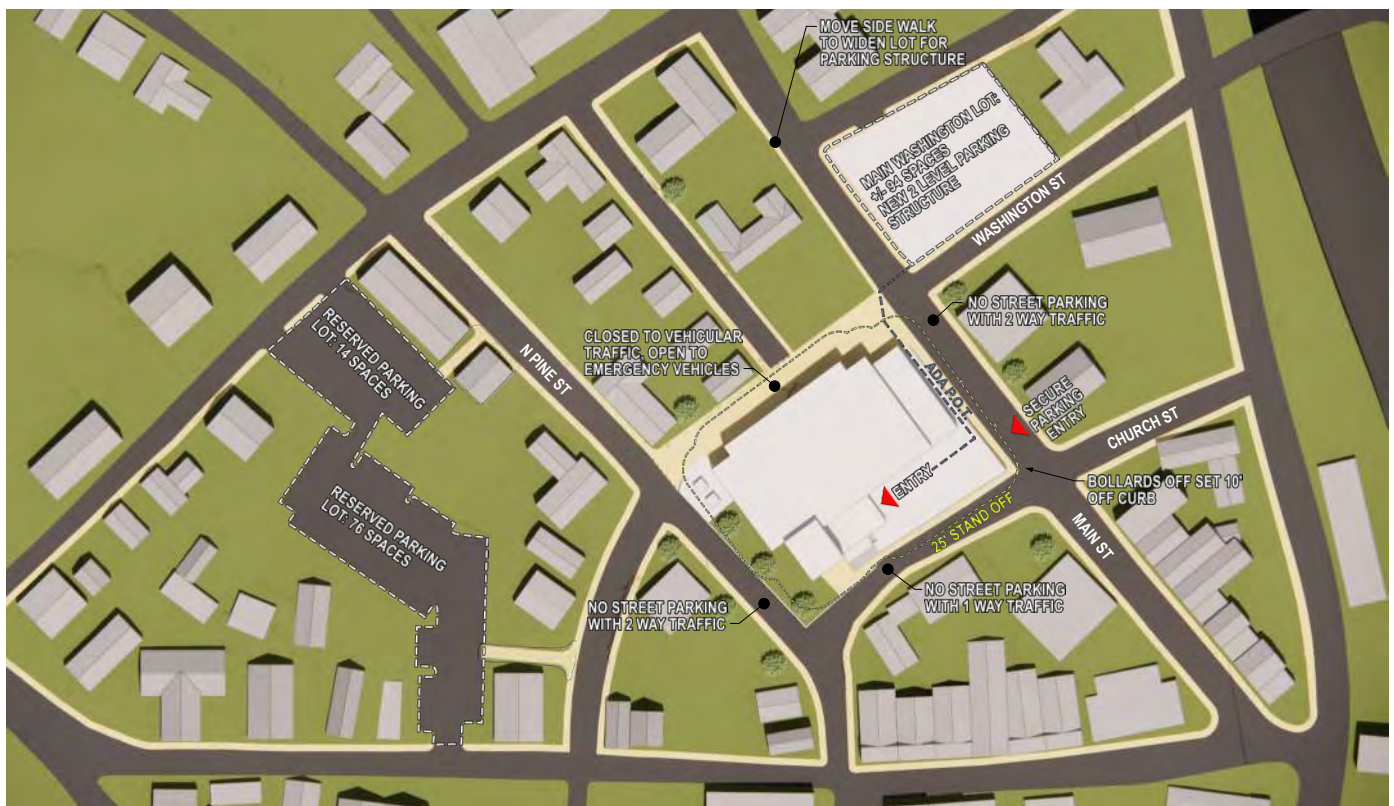 MOVE SIDE WALK
TO WIDEN LOT FOR
PARKING STRUCTURE
MAIN WASHINGTON LOT:
+/- 94 SPACES
NEW 2 LEVEL PARKING
STRUCTURE
WASHINGTON ST
NO STREET PARKING
WITH 2 WAY TRAFFIC
RESERVED PARKING
LOT: 14 SPACES
N PINE ST
CLOSED TO VEHICULAR
TRAFFIC, OPEN TO
EMERGENCY VEHICLES
ADA P.O.T.
SECURE
PARKING
ENTRY
CHURCH ST
RESERVED PARKING
LOT: 76 SPACES
ENTRY
BOLLARDS OFF SET 10'
OFF CURB
25' STAND OFF
MAIN ST
NO STREET PARKING
WITH 1 WAY TRAFFIC
NO STREET PARKING
WITH 2 WAY TRAFFIC